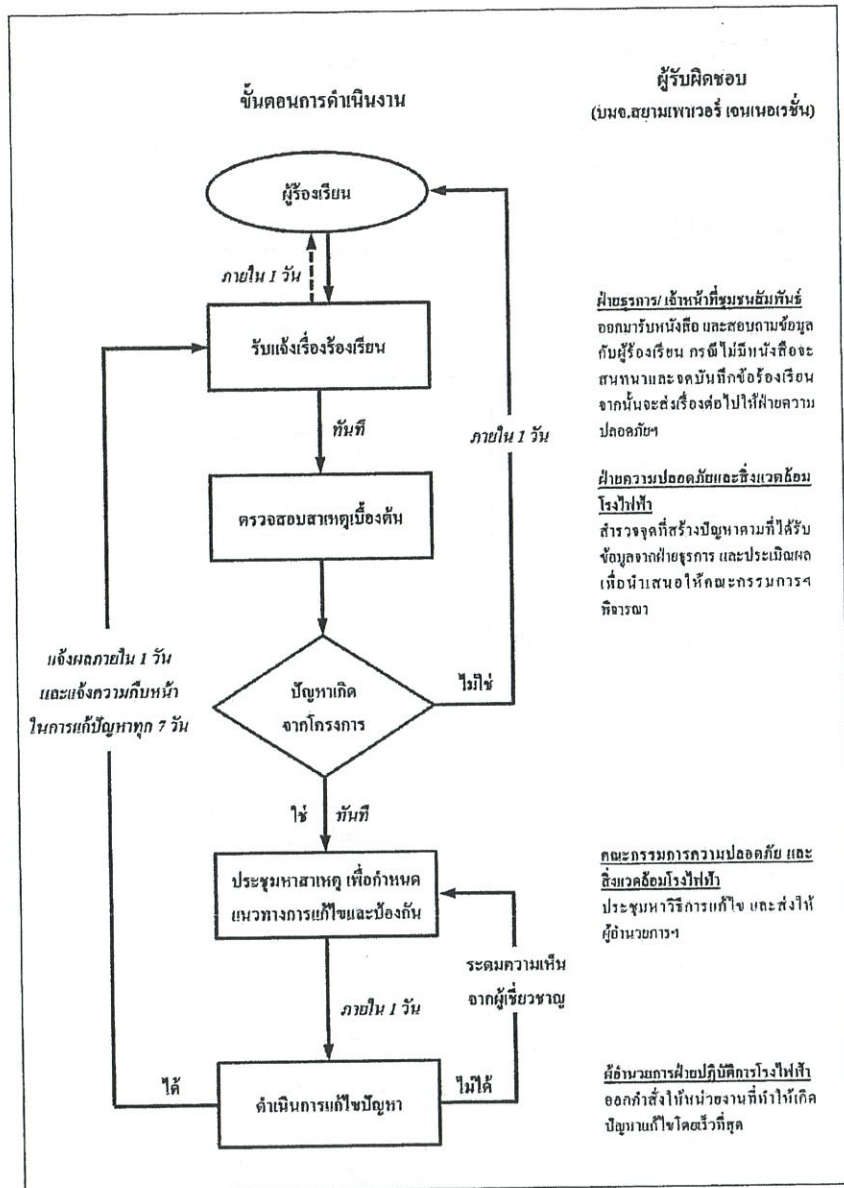 ขั้นตอนการดำเนินงาน
ผู้รับผิดชอบ
(บมจ.สยามเพาเวอร์ เจนเนอเรชั่น)
ผู้ร้องเรียน
ภายใน 1 วัน
รับแจ้งเรื่องร้องเรียน
ฝ่ายธุรการ/ เจ้าหน้าที่ชุมชนสัมพันธ์
ออกมารับหนังสือ และสอบถามข้อมูล
กับผู้ร้องเรียน กรณีไม่มีหนังสือจะ
สนทนาและจดบันทึกข้อร้องเรียน
จากนั้นจะส่งเรื่องต่อไปให้ฝ่ายความ
ปลอดภัยฯ
ทันที
ภายใน 1 วัน
ตรวจสอบสาเหตุเบื้องต้น
ฝ่ายความปลอดภัยและสิ่งแวดล้อม
โรงไฟฟ้า
สำรวจจุดที่สร้างปัญหาตามที่ได้รับ
ข้อมูลจากฝ่ายธุรการ และประเมินผล
เพื่อนำเสนอให้คณะกรรมการฯ
พิจารณา
แจ้งผลภายใน 1 วัน
และแจ้งความคืบหน้า
ในการแก้ปัญหาทุก 7 วัน
ปัญหาเกิด
จากโครงการ
ไม่ใช่
ใช่ ทันที
ประชุมหาสาเหตุ เพื่อกำหนด
แนวทางการแก้ไขและป้องกัน
คณะกรรมการความปลอดภัย และ
สิ่งแวดล้อมโรงไฟฟ้า
ประชุมหาวิธีการแก้ไข และส่งให้
ผู้อำนวยการฯ
ระดมความเห็น
จากผู้เชี่ยวชาญ
ภายใน 1 วัน
ได้
ดำเนินการแก้ไขปัญหา
ไม่ได้
ผู้อำนวยการฝ่ายปฏิบัติการโรงไฟฟ้า
ออกคำสั่งให้หน่วยงานที่ทำให้เกิด
ปัญหาแก้ไขโดยเร็วที่สุด